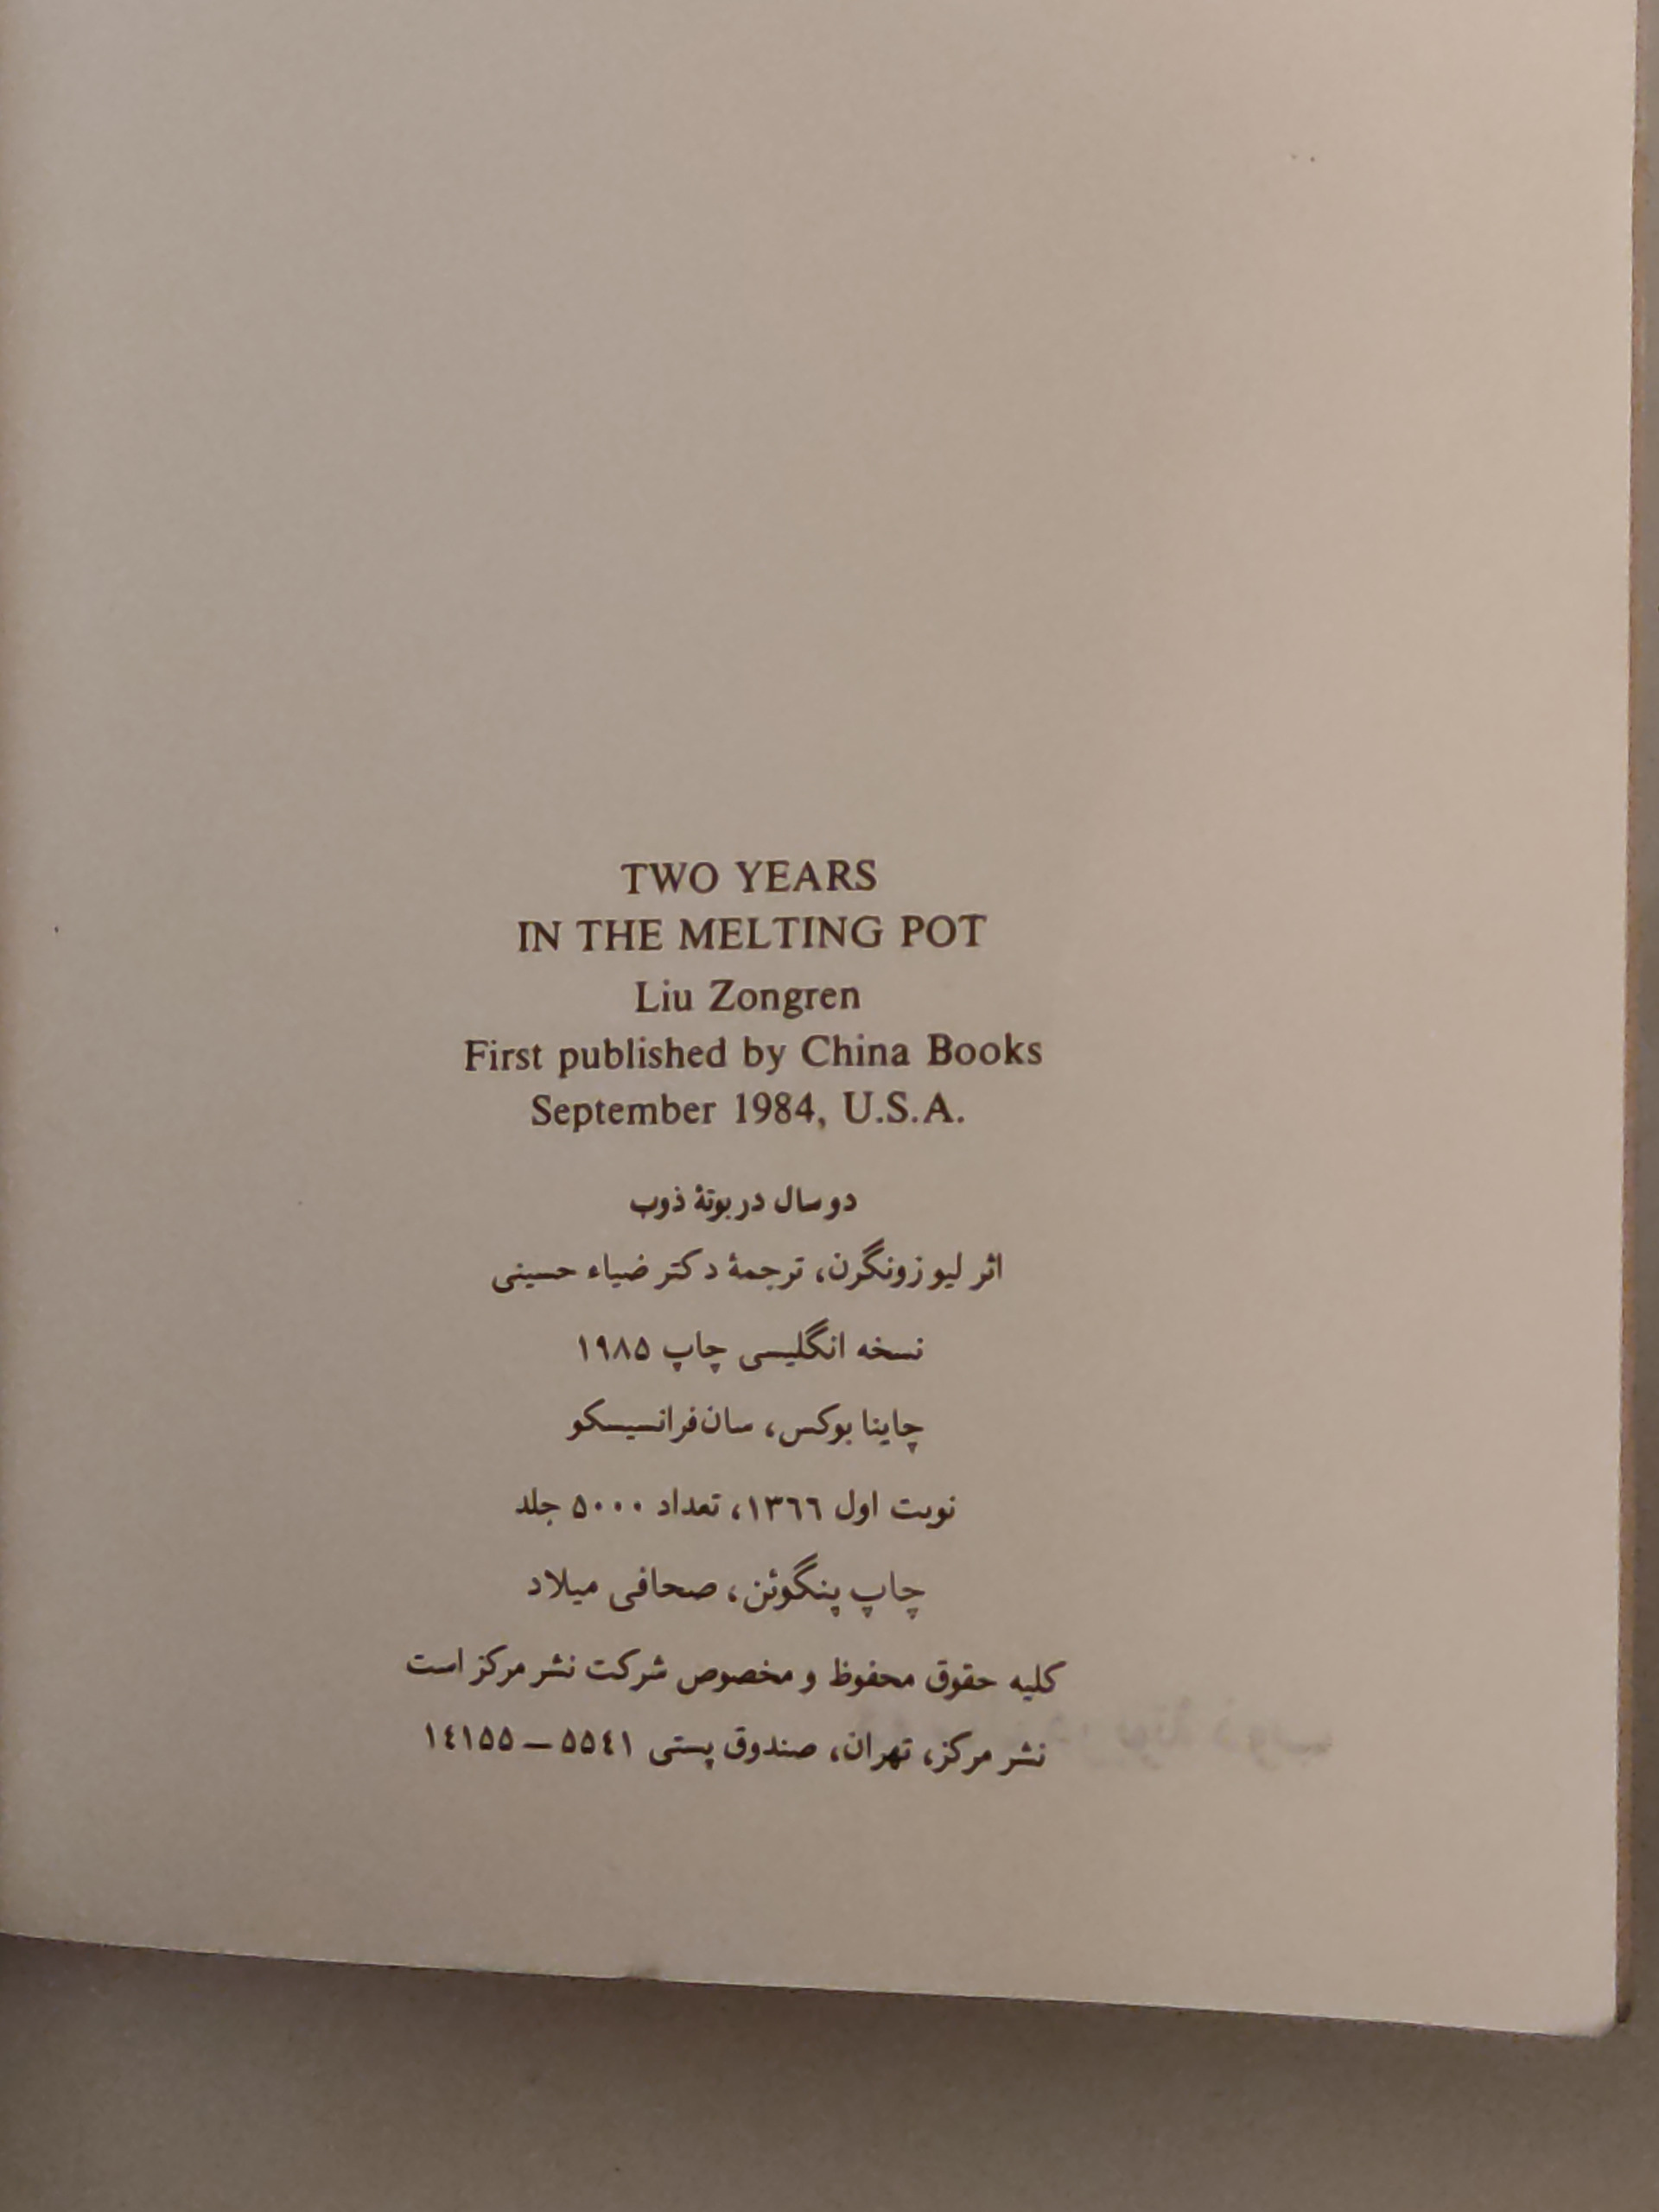 TWO YEARS
IN THE MELTING POT
Liu Zongren
First published by China Books
September 1984, U.S.A.
دو سال در بوتهٔ ذوب
اثر لیو زونگرن، ترجمهٔ دکتر ضیاء حسینی
نسخه انگلیسی چاپ ۱۹۸۵
چاینا بوکس، سان‌فرانسیسکو
نوبت اول ۱۳۶۶، تعداد ۵۰۰۰ جلد
چاپ پنگوئن، صحافی میلاد
کلیه حقوق محفوظ و مخصوص شرکت نشر مرکز است
نشر مرکز، تهران، صندوق پستی ۵۵۴۱ — ۱۴۱۵۵